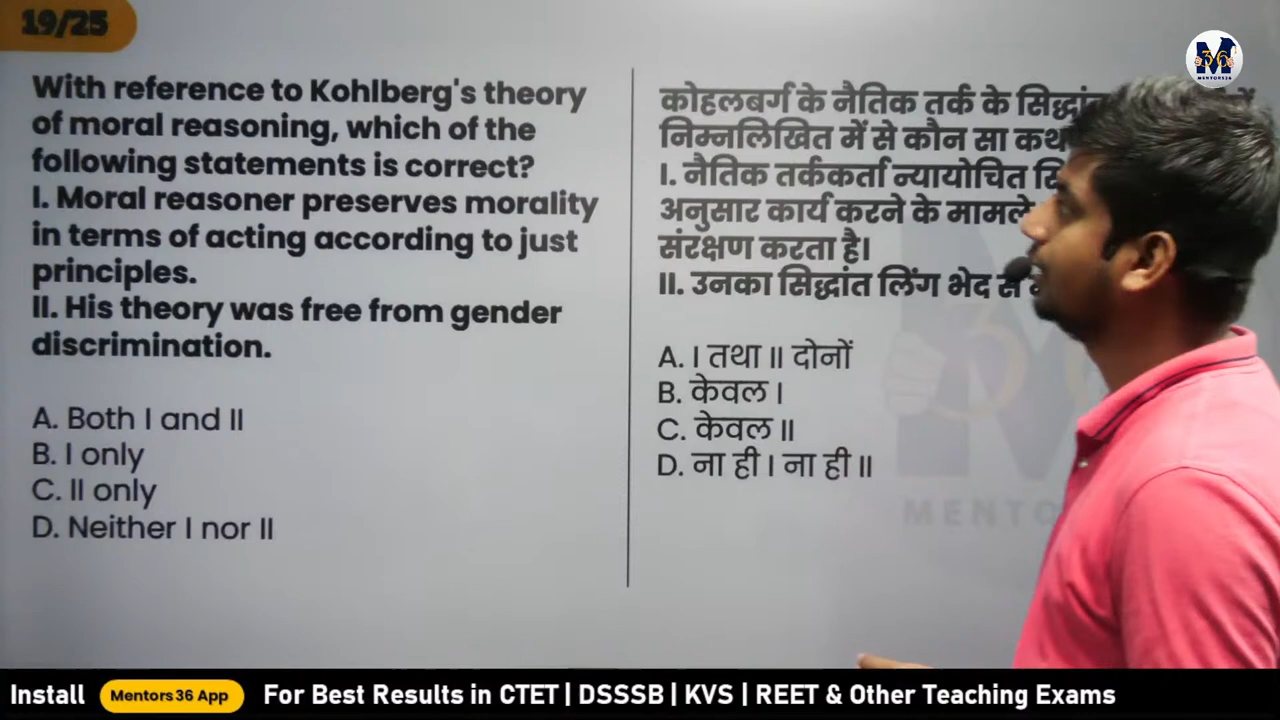 19/25
With reference to Kohlberg's theory
of moral reasoning, which of the
following statements is correct?
I. Moral reasoner preserves morality
in terms of acting according to just
principles.
II. His theory was free from gender
discrimination.
A. Both I and II
B. I only
C. II only
D. Neither I nor II
कोहलबर्ग के नैतिक तर्क के
निम्नलिखित में से कौन सा
I. नैतिक तर्ककर्ता न्यायोचित
अनुसार कार्य करने के मामले
संरक्षण करता है।
II. उनका सिद्धांत लिंग भेद से
A. I तथा II दोनों
B. केवल I
C. केवल II
D. ना ही I ना ही II
M
36
MENTORS36
Install Mentors 36 App For Best Results in CTET | DSSSB | KVS | REET & Other Teaching Exams